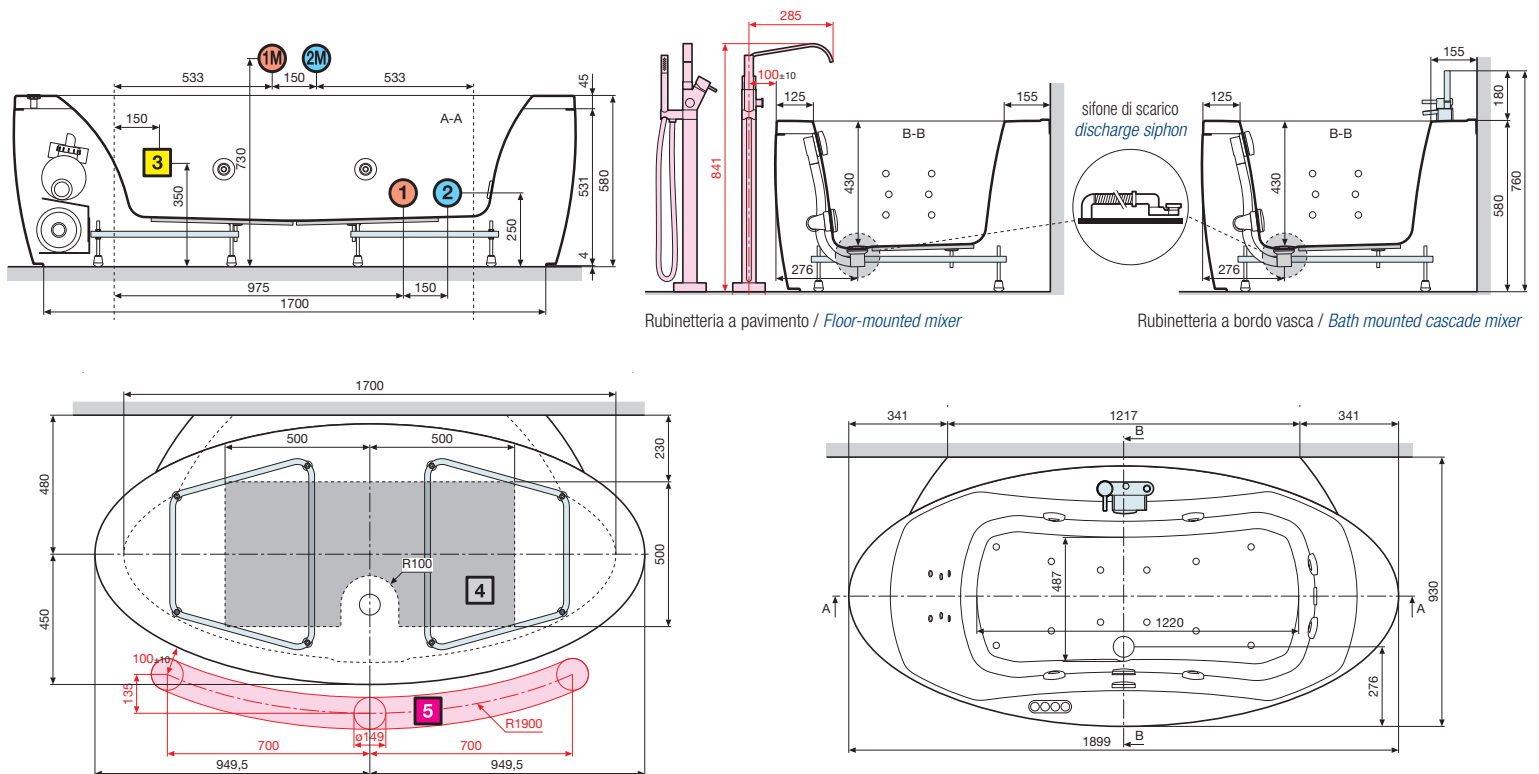 1M 2M
533 150 533
45
A-A
150
3
730
350
1 2
250
531
580
4
975 150
1700
285
841
100±10
125
155
B-B
430
276
Rubinetteria a pavimento / Floor-mounted mixer
sifone di scarico
discharge siphon
155
125
180
B-B
430
580
760
276
Rubinetteria a bordo vasca / Bath mounted cascade mixer
1700
500 500
230
480
R100
500
4
450
100±10
135
5
R1900
ø149
700 700
949,5 949,5
341 1217 341
B
487
A A
930
1220
276
B
1899